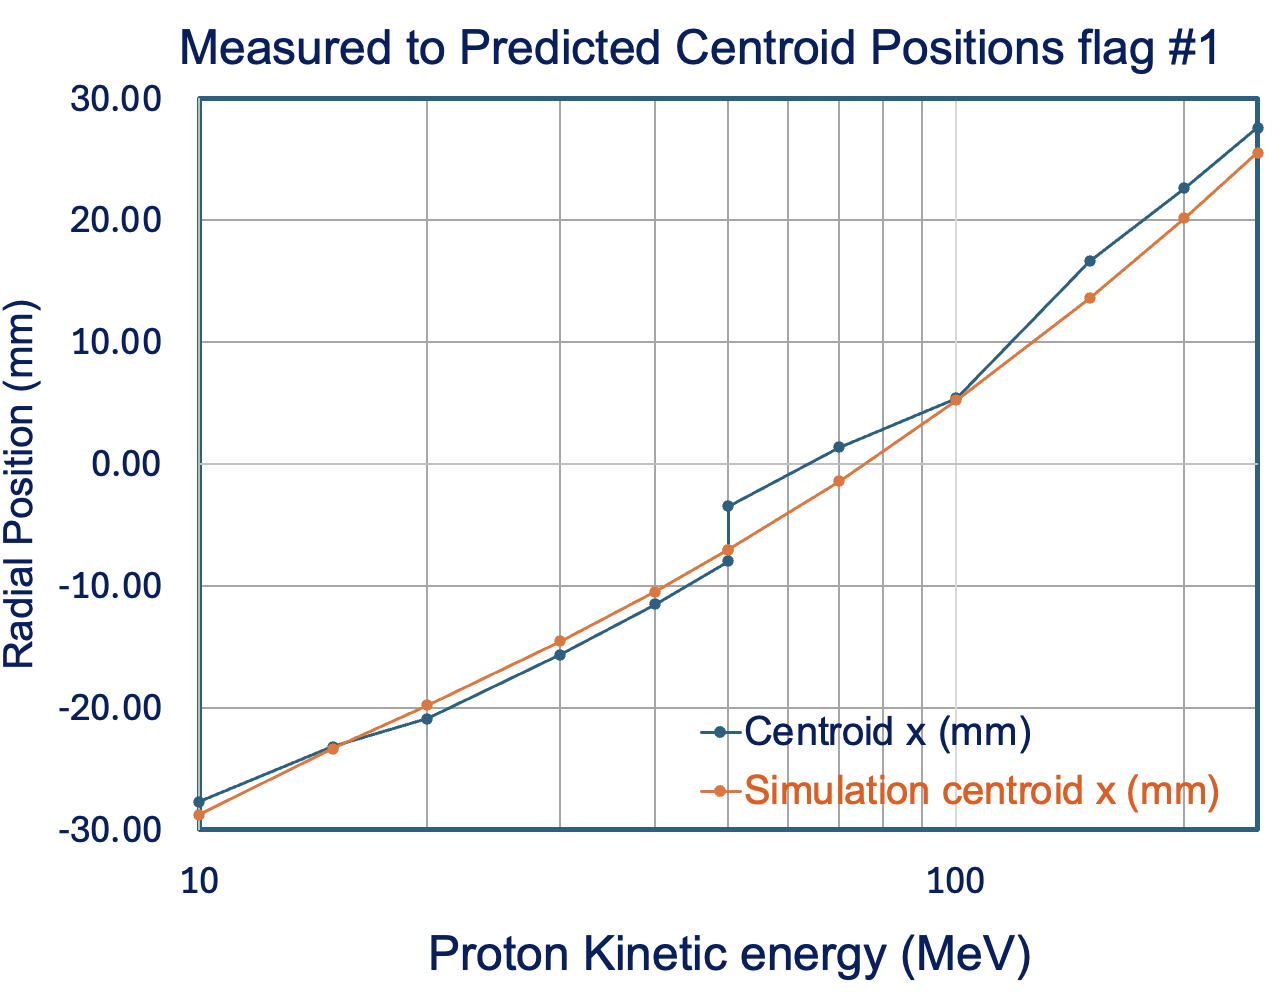 Measured to Predicted Centroid Positions flag #1
30.00
20.00
10.00
0.00
-10.00
-20.00
-30.00
Radial Position (mm)
Centroid x (mm)
Simulation centroid x (mm)
10
100
Proton Kinetic energy (MeV)